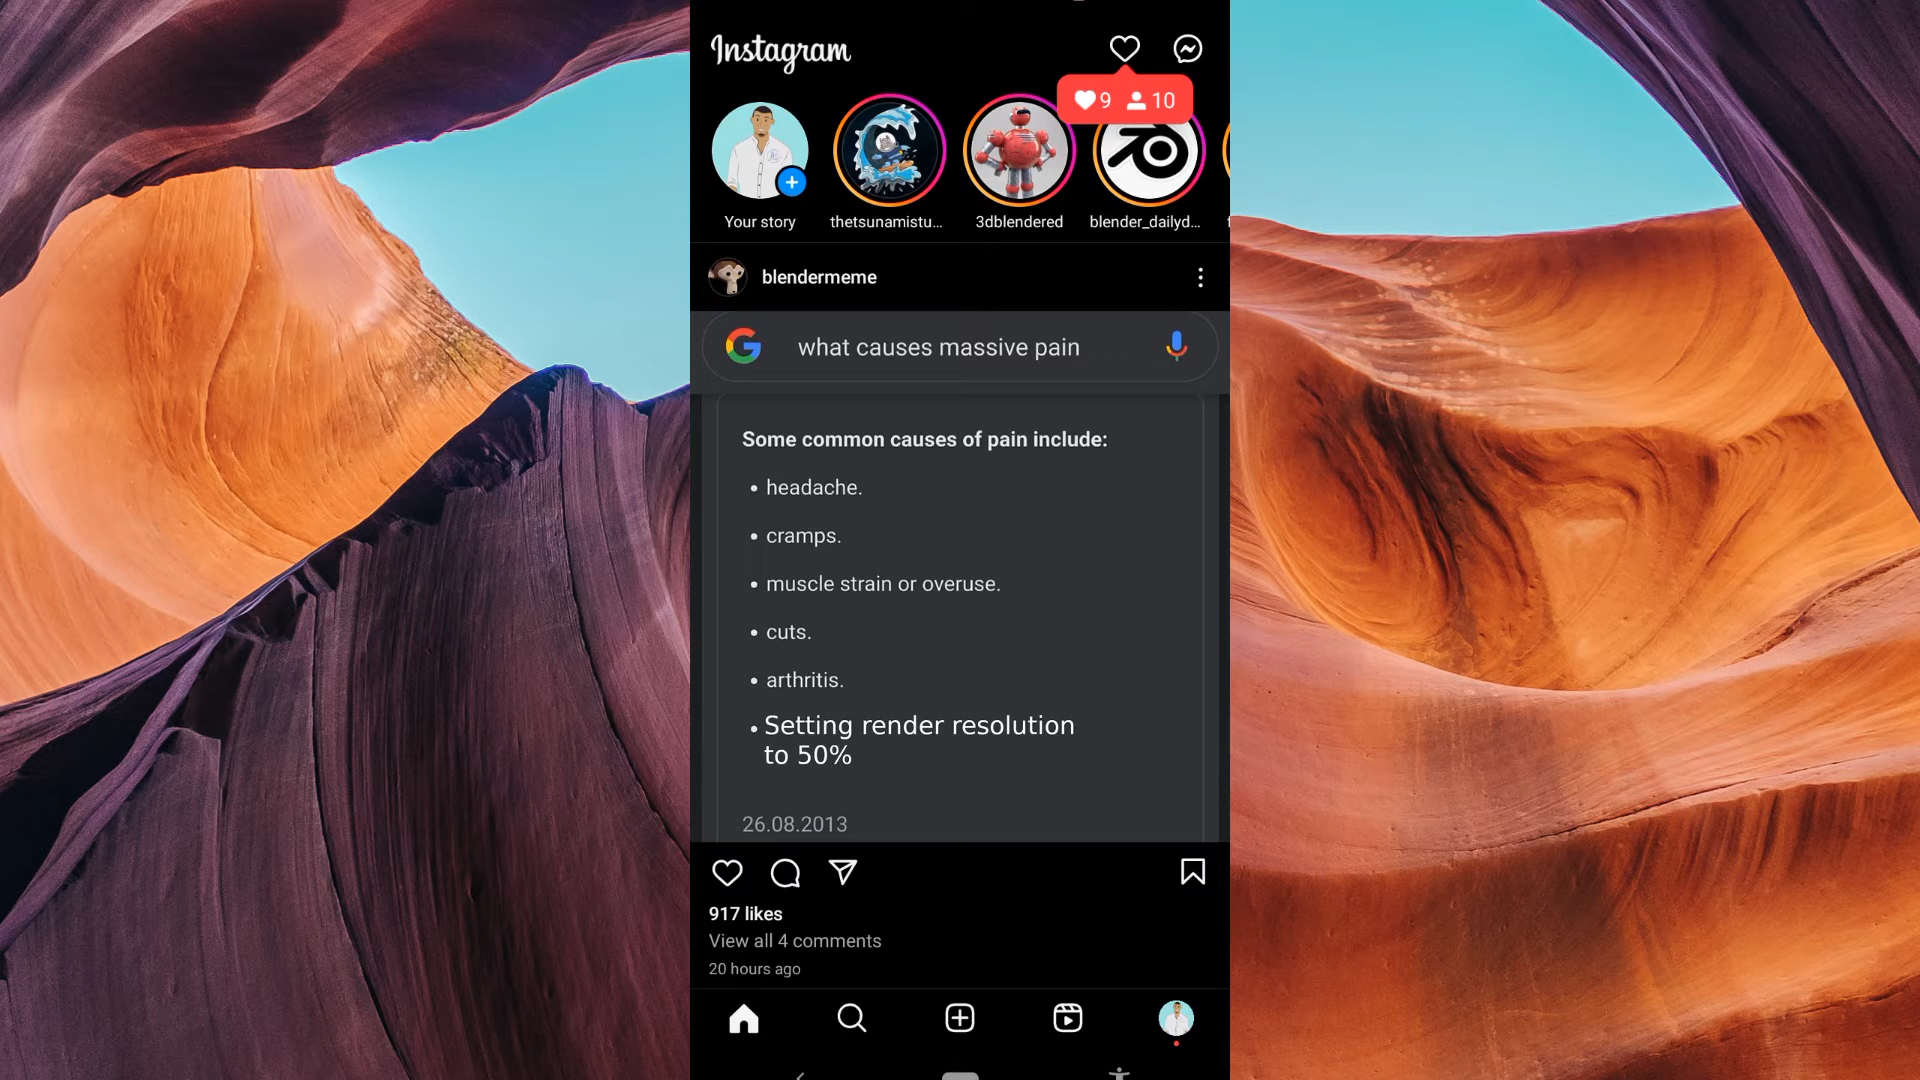 Instagram
9 10
Your story
thetsunamistu...
3dblendered
blender_dailyd...
blendermeme
what causes massive pain
Some common causes of pain include:
• headache.
• cramps.
• muscle strain or overuse.
• cuts.
• arthritis.
• Setting render resolution
to 50%
26.08.2013
917 likes
View all 4 comments
20 hours ago